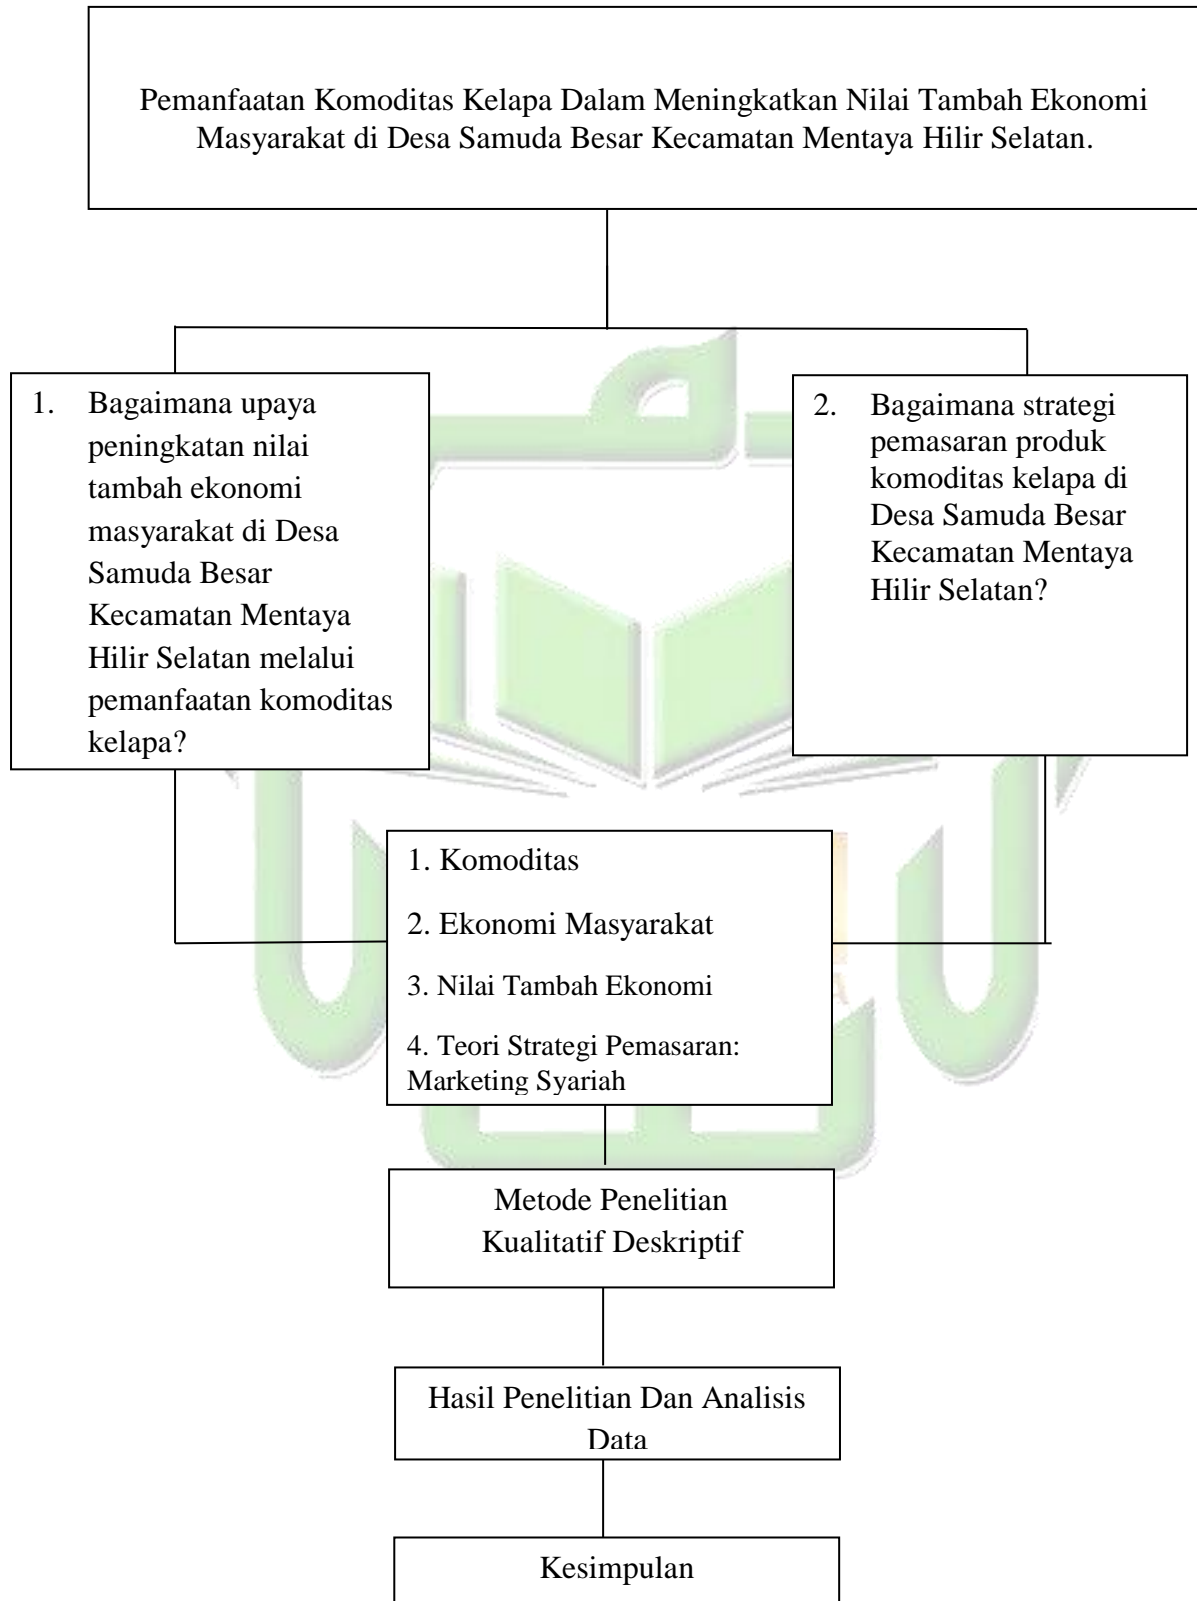 Pemanfaatan Komoditas Kelapa Dalam Meningkatkan Nilai Tambah Ekonomi
Masyarakat di Desa Samuda Besar Kecamatan Mentaya Hilir Selatan.
1. Bagaimana upaya
peningkatan nilai
tambah ekonomi
masyarakat di Desa
Samuda Besar
Kecamatan Mentaya
Hilir Selatan melalui
pemanfaatan komoditas
kelapa?
2. Bagaimana strategi
pemasaran produk
komoditas kelapa di
Desa Samuda Besar
Kecamatan Mentaya
Hilir Selatan?
1. Komoditas
2. Ekonomi Masyarakat
3. Nilai Tambah Ekonomi
4. Teori Strategi Pemasaran:
Marketing Syariah
Metode Penelitian
Kualitatif Deskriptif
Hasil Penelitian Dan Analisis
Data
Kesimpulan